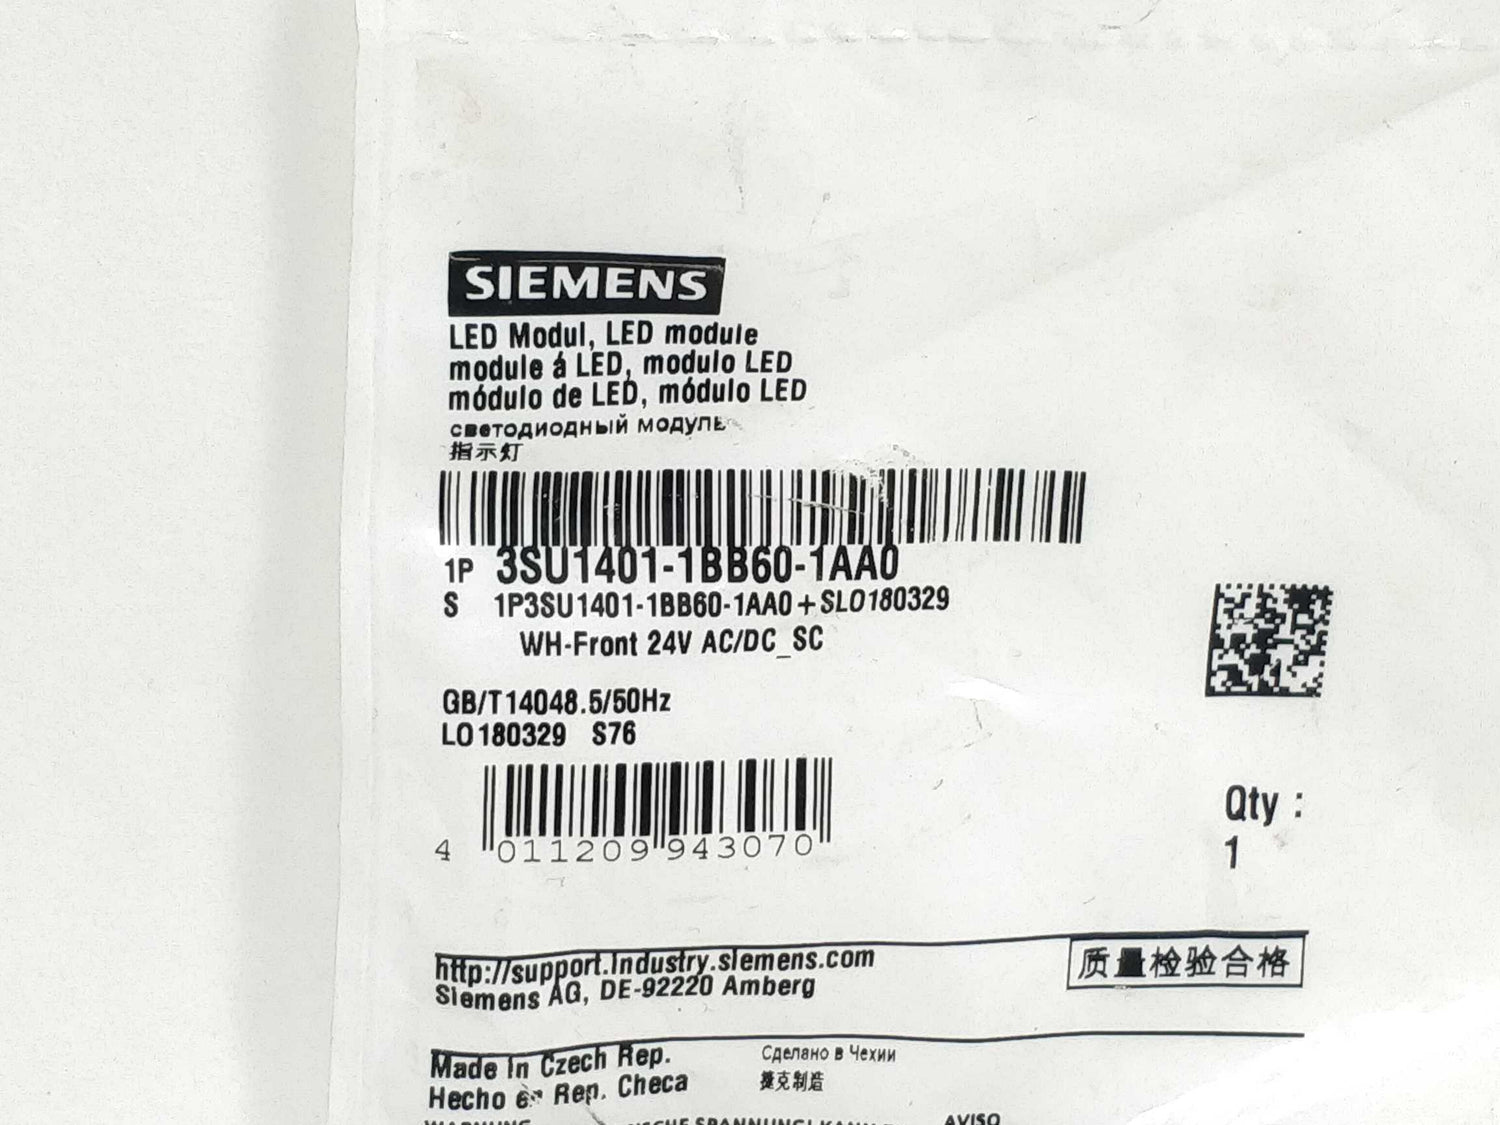 SIEMENS
LED Modul, LED module
module á LED, modulo LED
módulo de LED, módulo LED
светодиодный модуль
指示灯
1P 3SU1401-1BB60-1AA0
S 1P3SU1401-1BB60-1AA0+SLO180329
WH-Front 24V AC/DC_SC
GB/T14048.5/50Hz
LO180329 S76
4 011209 943070
Qty :
1
http://support.industry.siemens.com
Siemens AG, DE-92220 Amberg
质量检验合格
Made in Czech Rep.
Сделано в Чехии
Hecho en Rep. Checa
捷克制造
AVISO